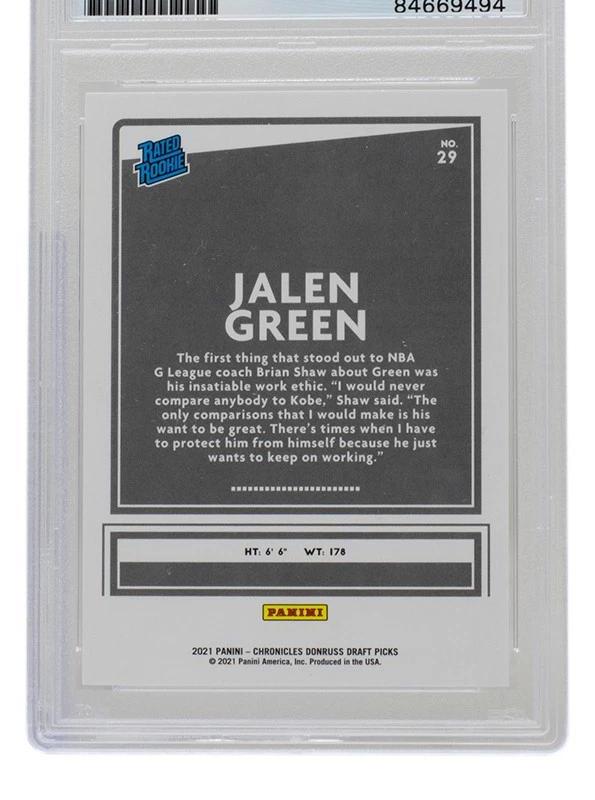 84669494
RATED
ROOKIE
NO.
29
JALEN
GREEN
The first thing that stood out to NBA
G League coach Brian Shaw about Green was
his insatiable work ethic. “I would never
compare anybody to Kobe,” Shaw said. “The
only comparisons that I would make is his
want to be great. There’s times when I have
to protect him from himself because he just
wants to keep on working.”
HT: 6' 6" WT: 178
PANINI
2021 PANINI – CHRONICLES DONRUSS DRAFT PICKS
© 2021 Panini America, Inc. Produced in the USA.